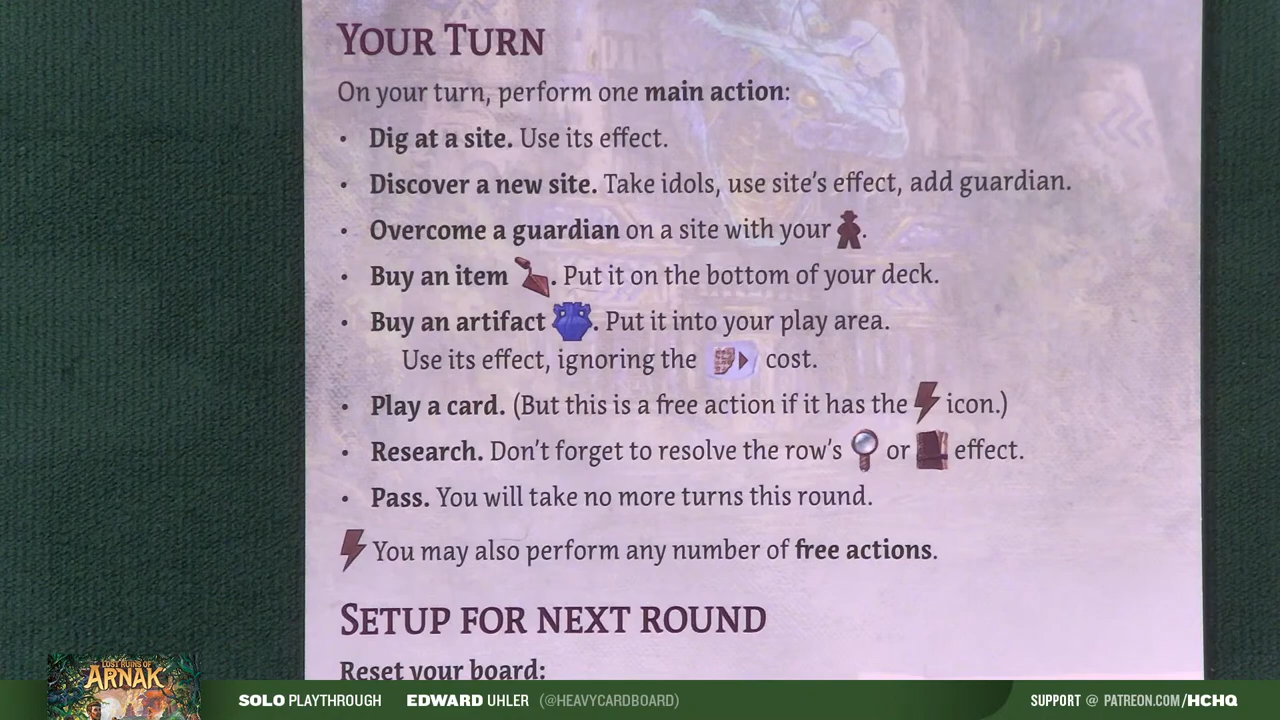 YOUR TURN
On your turn, perform one main action:
• Dig at a site. Use its effect.
• Discover a new site. Take idols, use site's effect, add guardian.
• Overcome a guardian on a site with your .
• Buy an item . Put it on the bottom of your deck.
• Buy an artifact . Put it into your play area.
Use its effect, ignoring the cost.
• Play a card. (But this is a free action if it has the icon.)
• Research. Don't forget to resolve the row's or effect.
• Pass. You will take no more turns this round.
You may also perform any number of free actions.
SETUP FOR NEXT ROUND
Reset your board:
LOST RUINS OF
ARNAK
SOLO PLAYTHROUGH EDWARD UHLER (@HEAVYCARDBOARD) SUPPORT @ PATREON.COM/HCHQ